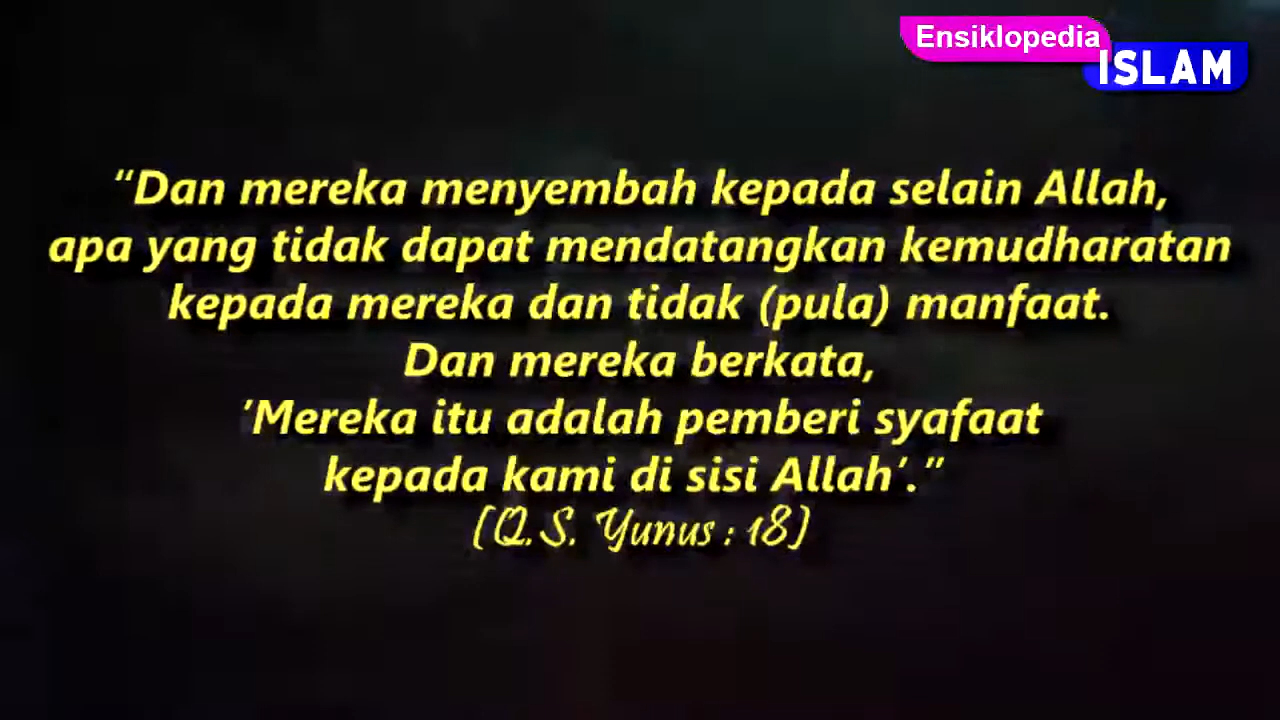 Ensiklopedia
ISLAM
“Dan mereka menyembah kepada selain Allah,
apa yang tidak dapat mendatangkan kemudharatan
kepada mereka dan tidak (pula) manfaat.
Dan mereka berkata,
’Mereka itu adalah pemberi syafaat
kepada kami di sisi Allah’.”
(Q.S. Yunus : 18)